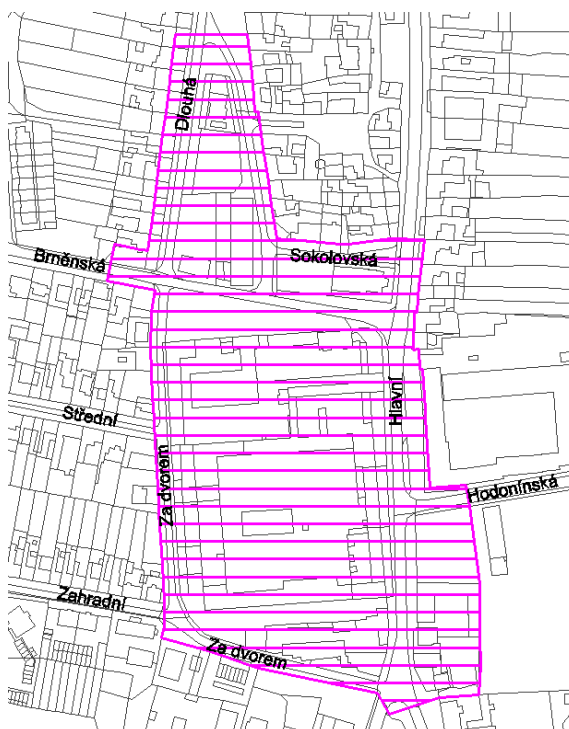 Dlouhá
Brněnská
Sokolovská
Střední
Hlavní
Za dvorem
Hodonínská
Zahradní
Za dvorem